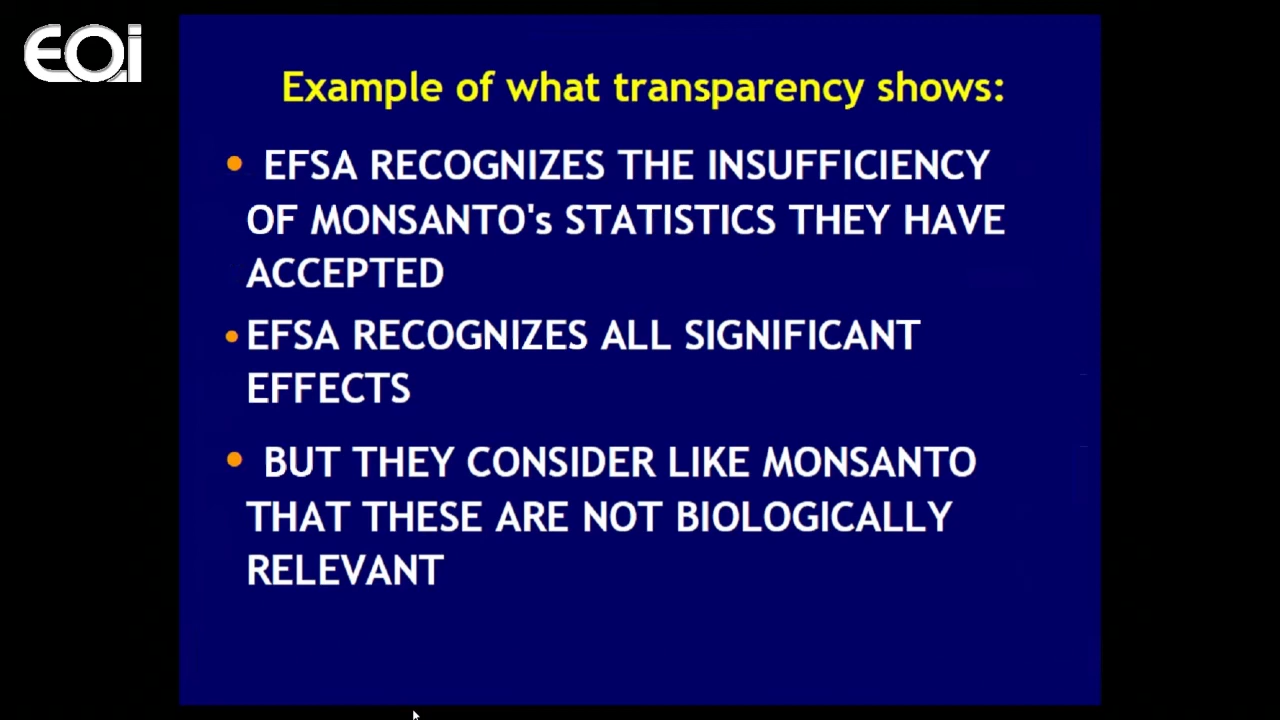 EOi
Example of what transparency shows:
• EFSA RECOGNIZES THE INSUFFICIENCY
OF MONSANTO's STATISTICS THEY HAVE
ACCEPTED
• EFSA RECOGNIZES ALL SIGNIFICANT
EFFECTS
• BUT THEY CONSIDER LIKE MONSANTO
THAT THESE ARE NOT BIOLOGICALLY
RELEVANT